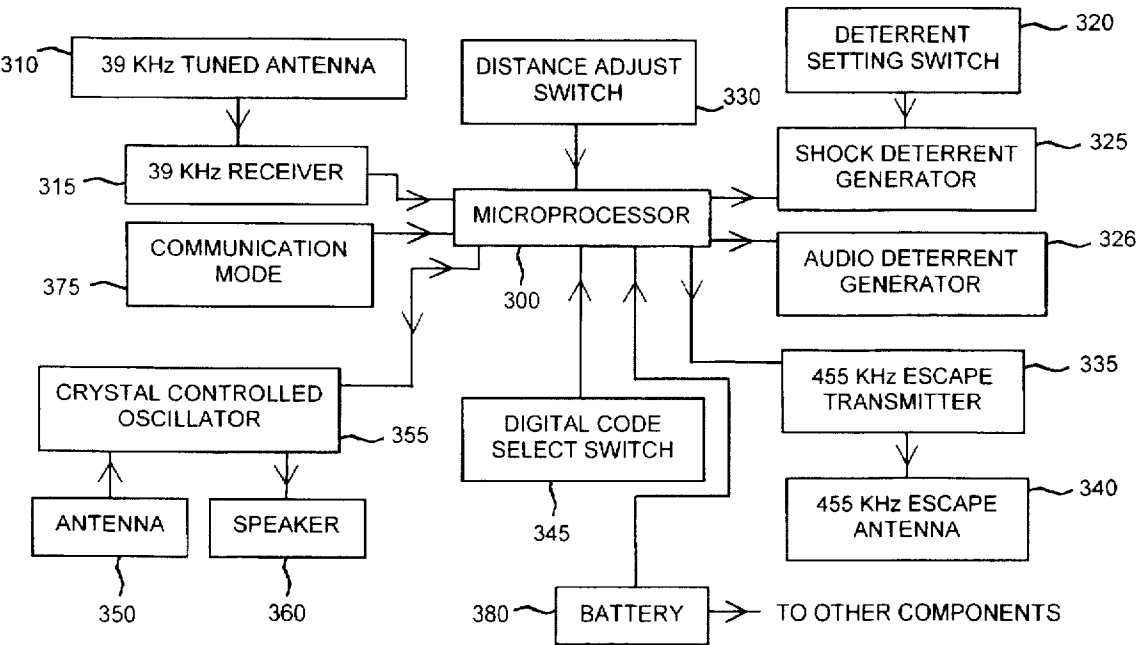 310
39 KHz TUNED ANTENNA
DISTANCE ADJUST
SWITCH
330
DETERRENT
SETTING SWITCH
320
315
39 KHz RECEIVER
SHOCK DETERRENT
GENERATOR
325
MICROPROCESSOR
300
COMMUNICATION
MODE
375
AUDIO DETERRENT
GENERATOR
326
CRYSTAL CONTROLLED
OSCILLATOR
355
DIGITAL CODE
SELECT SWITCH
345
455 KHz ESCAPE
TRANSMITTER
335
ANTENNA
350
SPEAKER
360
455 KHz ESCAPE
ANTENNA
340
380
BATTERY
TO OTHER COMPONENTS